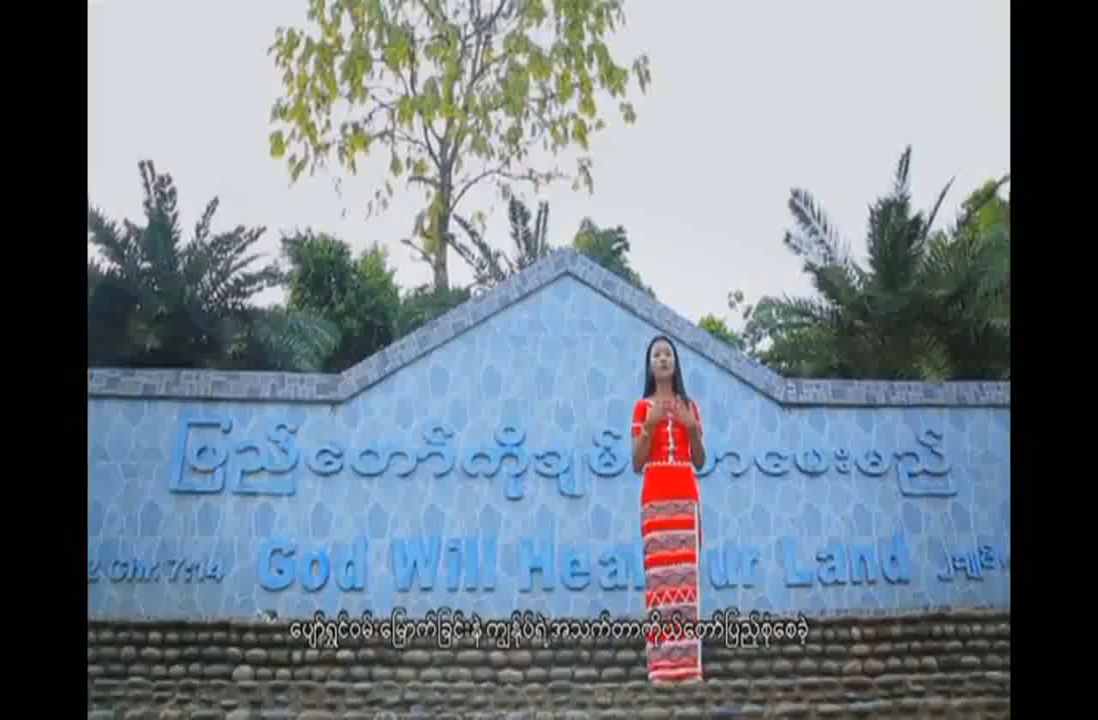 ပြည်တော်ကိုချမ် ာပေးမည်
2 Chr. 7:14 God Will Hea ur Land
ပျော်ရွှင်ဝမ်းမြောက်ခြင်းနဲ့ ကျွန်ုပ်ရဲ့ အသက်တာကိုယ်တော်ပြည့်စုံစေခဲ့